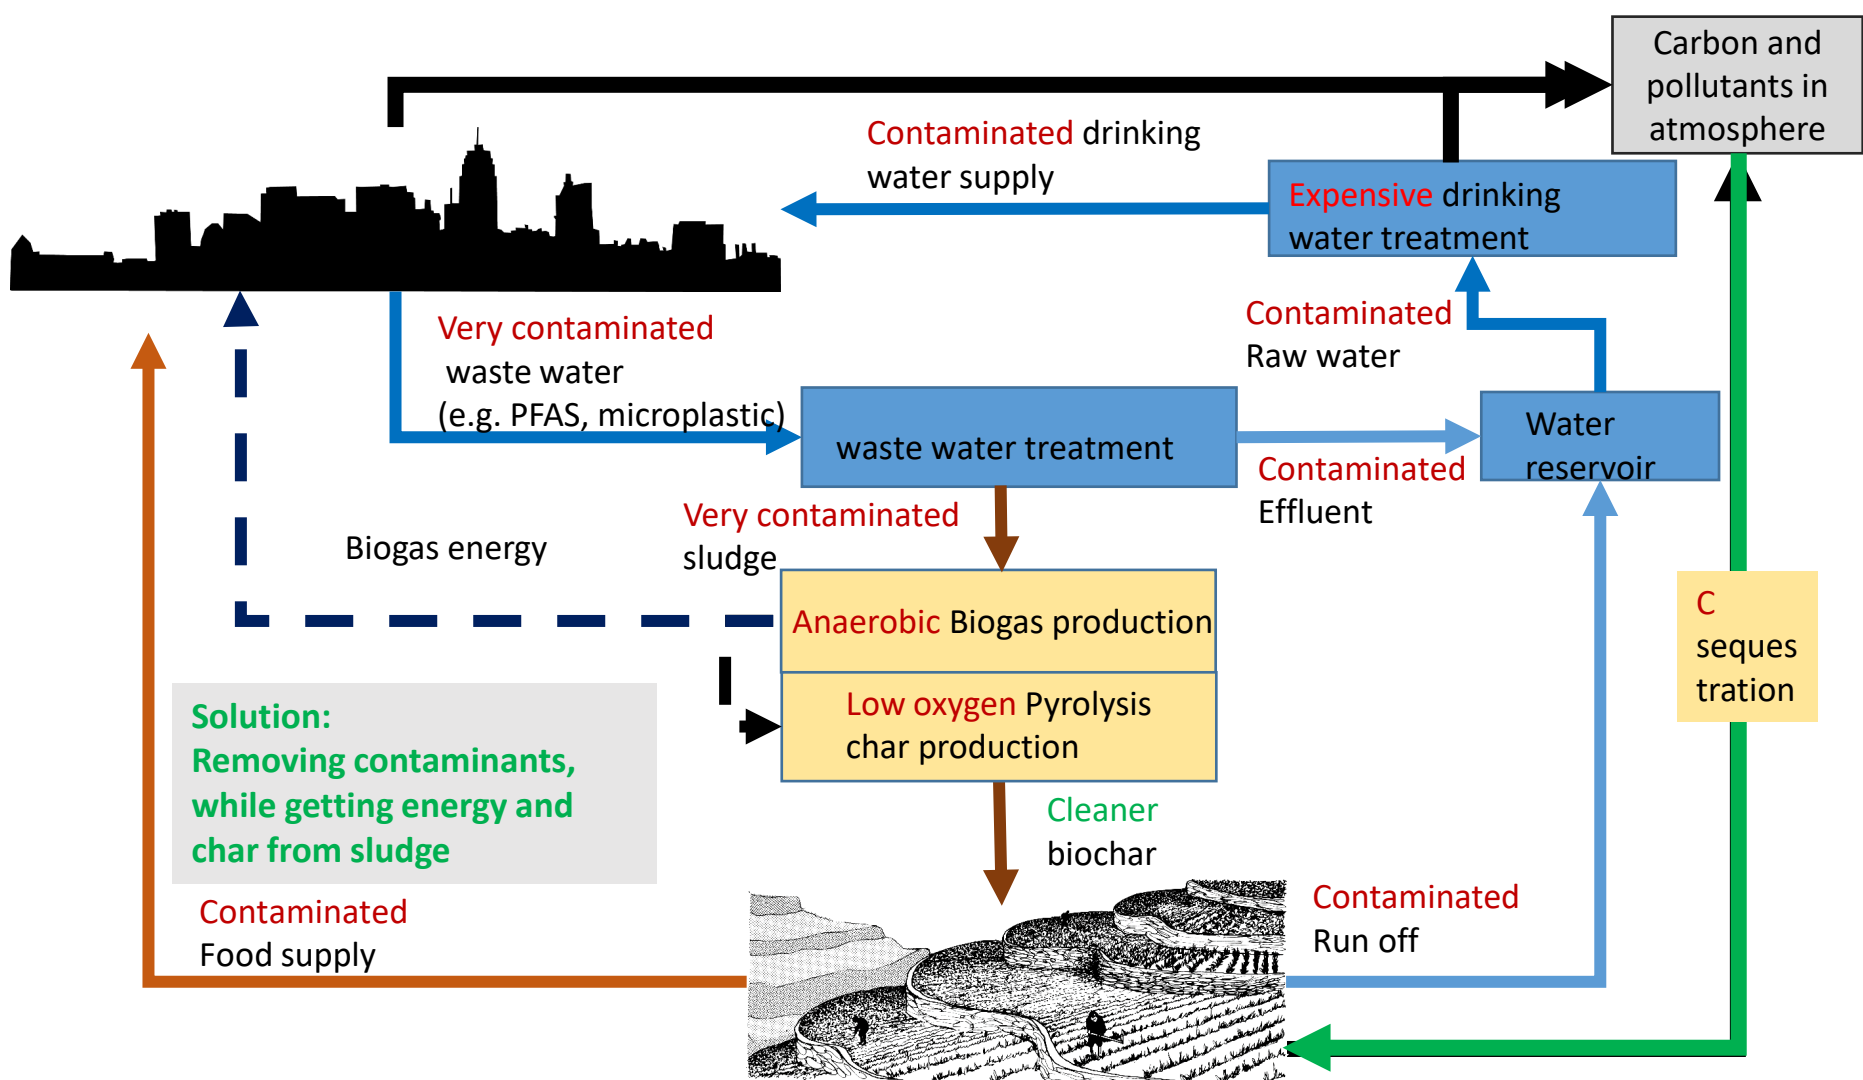 Carbon and
pollutants in
atmosphere
Contaminated drinking
water supply
Expensive drinking
water treatment
Very contaminated
waste water
(e.g. PFAS, microplastic)
Contaminated
Raw water
waste water treatment
Water
reservoir
Contaminated
Effluent
Very contaminated
sludge
Biogas energy
Anaerobic Biogas production
C
seques
tration
Low oxygen Pyrolysis
char production
Solution:
Removing contaminants,
while getting energy and
char from sludge
Cleaner
biochar
Contaminated
Food supply
Contaminated
Run off